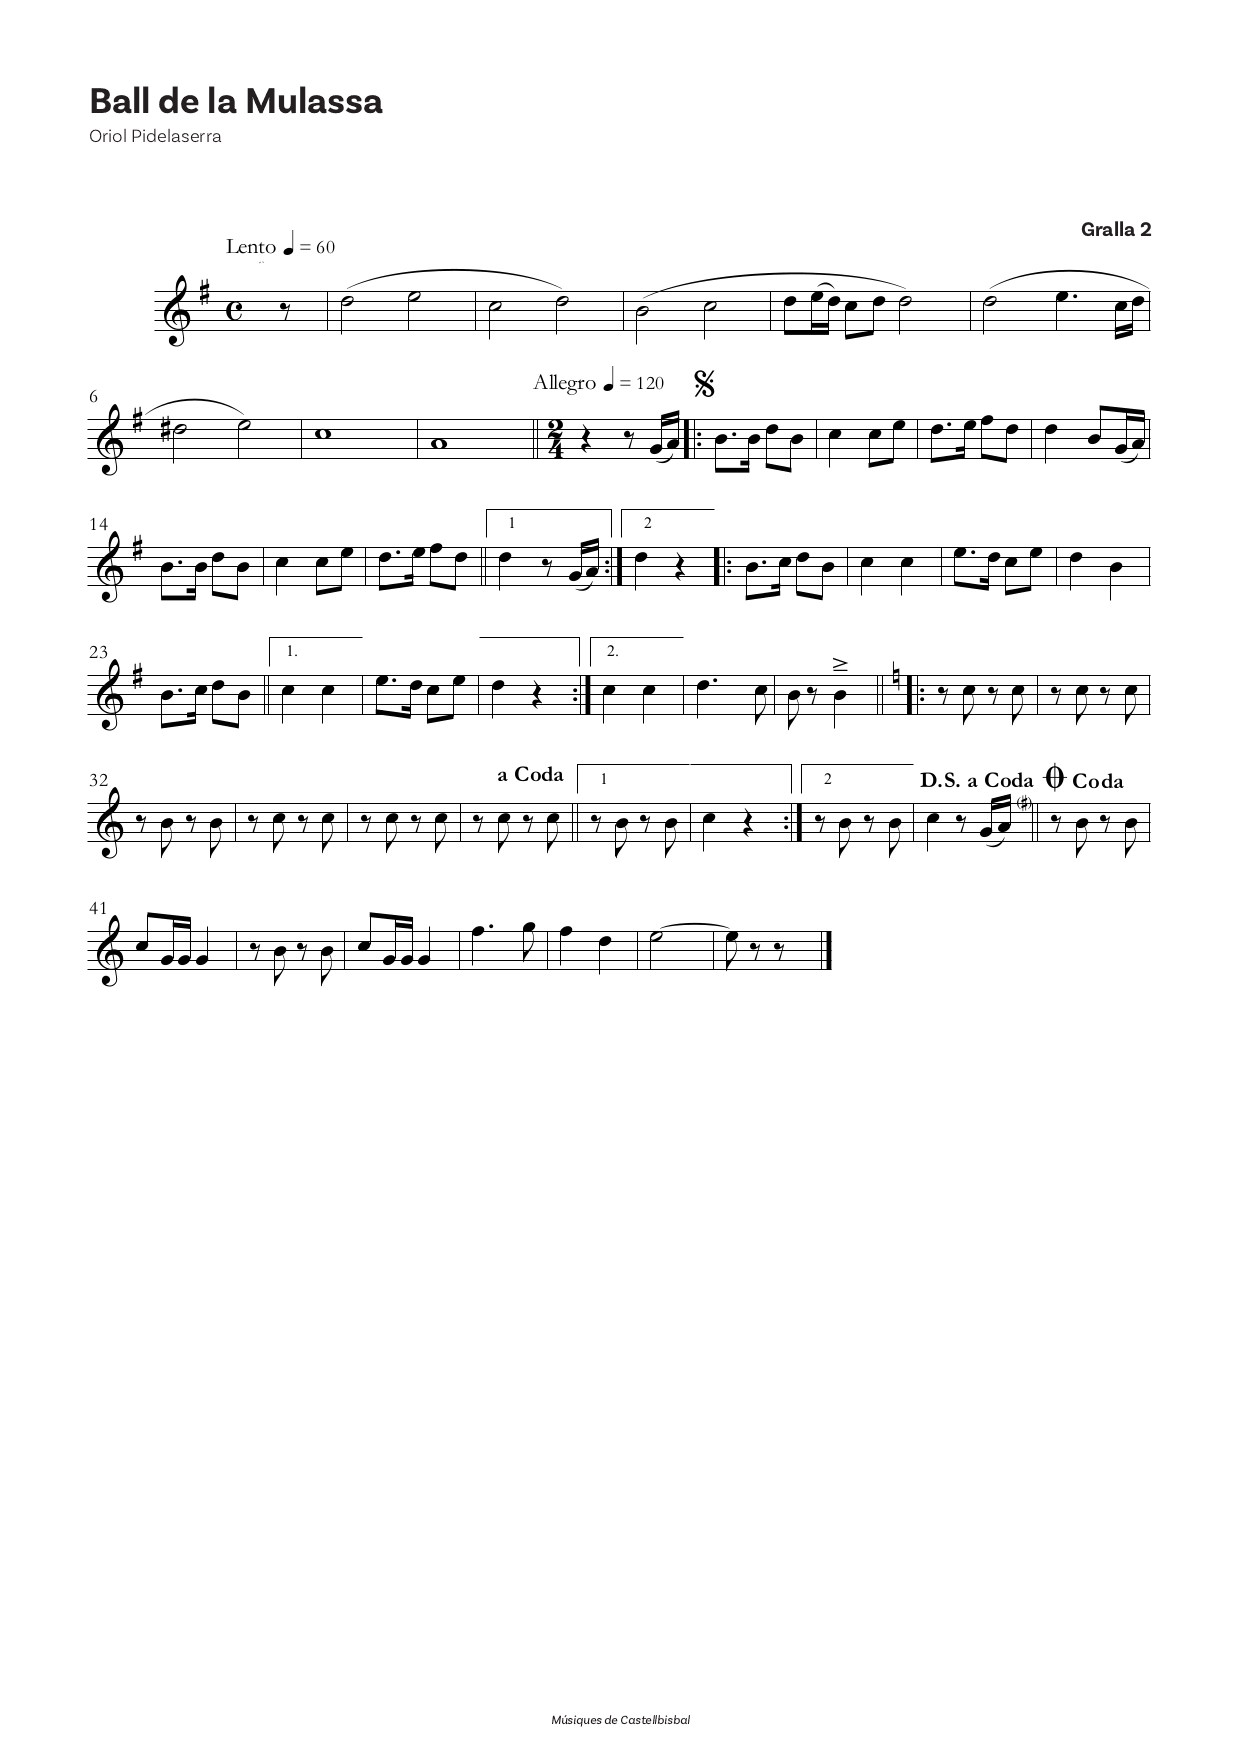 Ball de la Mulassa
Oriol Pidelaserra
Gralla 2
Lento ♩ = 60
6
Allegro ♩ = 120
14
1
2
23
1.
2.
32
a Coda
1
2
D.S. a Coda
Coda
41
Músiques de Castellbisbal